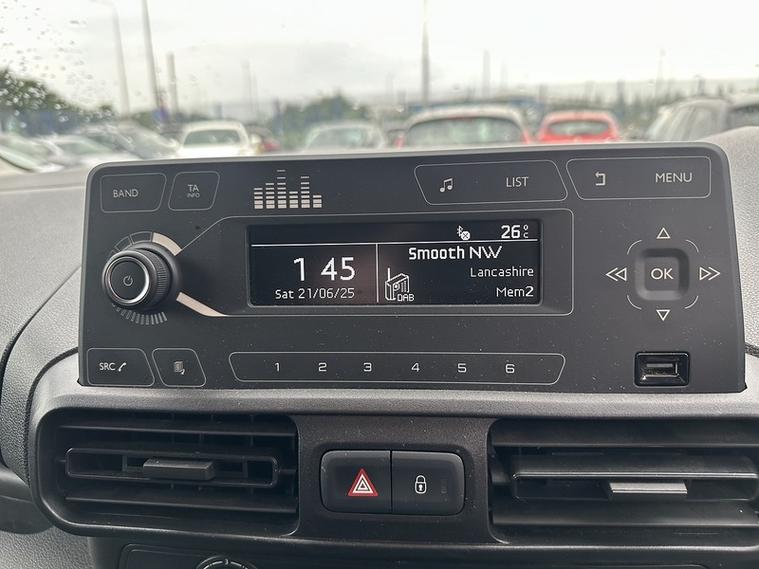 BAND
TA
INFO
LIST
MENU
26°C
1 45
Sat 21/06/25
Smooth NW
Lancashire
DAB
Mem2
OK
SRC
1 2 3 4 5 6